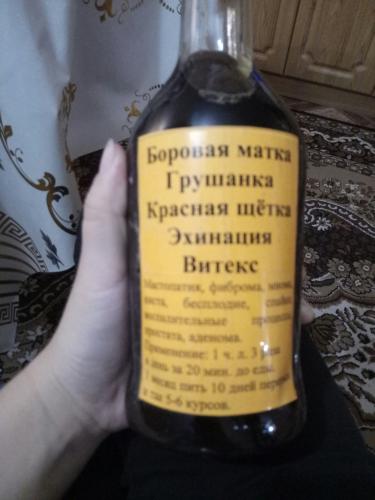 Боровая матка
Грушанка
Красная щётка
Эхинация
Витекс
Мастопатия, фиброма, миома,
киста, бесплодие, спайки,
воспалительные процессы,
простата, аденома.
Применение: 1 ч. л. 3 раза
в день за 20 мин. до еды.
1 месяц пить 10 дней перерыв
и так 5-6 курсов.